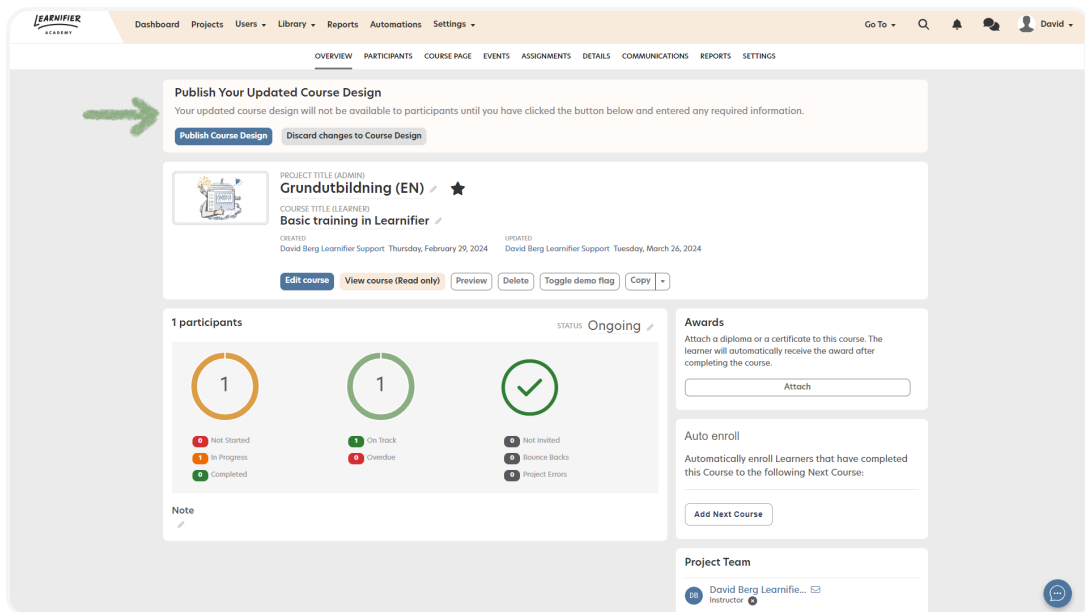 LEARNIFIER
ACADEMY
Dashboard Projects Users Library Reports Automations Settings Go To David
OVERVIEW PARTICIPANTS COURSE PAGE EVENTS ASSIGNMENTS DETAILS COMMUNICATIONS REPORTS SETTINGS
Publish Your Updated Course Design
Your updated course design will not be available to participants until you have clicked the button below and entered any required information.
Publish Course Design Discard changes to Course Design
PROJECT TITLE (ADMIN)
Grundutbildning (EN)
COURSE TITLE (LEARNER)
Basic training in Learnifier
CREATED UPDATED
David Berg Learnifier Support Thursday, February 29, 2024 David Berg Learnifier Support Tuesday, March 26, 2024
Edit course View course (Read only) Preview Delete Toggle demo flag Copy
1 participants STATUS Ongoing
1 1
0 Not Started 1 On Track 0 Not Invited
1 In Progress 0 Overdue 0 Bounce Backs
0 Completed 0 Project Errors
Note
Awards
Attach a diploma or a certificate to this course. The
learner will automatically receive the award after
completing the course.
Attach
Auto enroll
Automatically enroll Learners that have completed
this Course to the following Next Course:
Add Next Course
Project Team
DB David Berg Learnifie...
Instructor